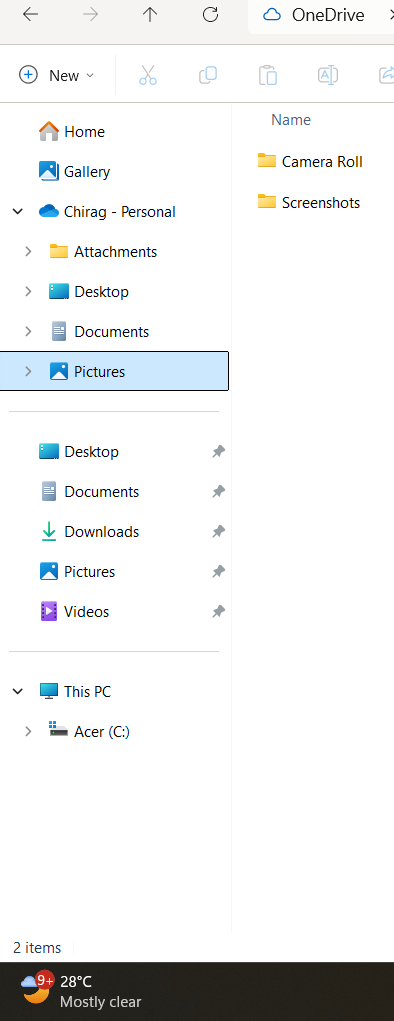 OneDrive
New
Name
Home
Gallery
Chirag - Personal
Attachments
Desktop
Documents
Pictures
Camera Roll
Screenshots
Desktop
Documents
Downloads
Pictures
Videos
This PC
Acer (C:)
2 items
9+
28°C
Mostly clear